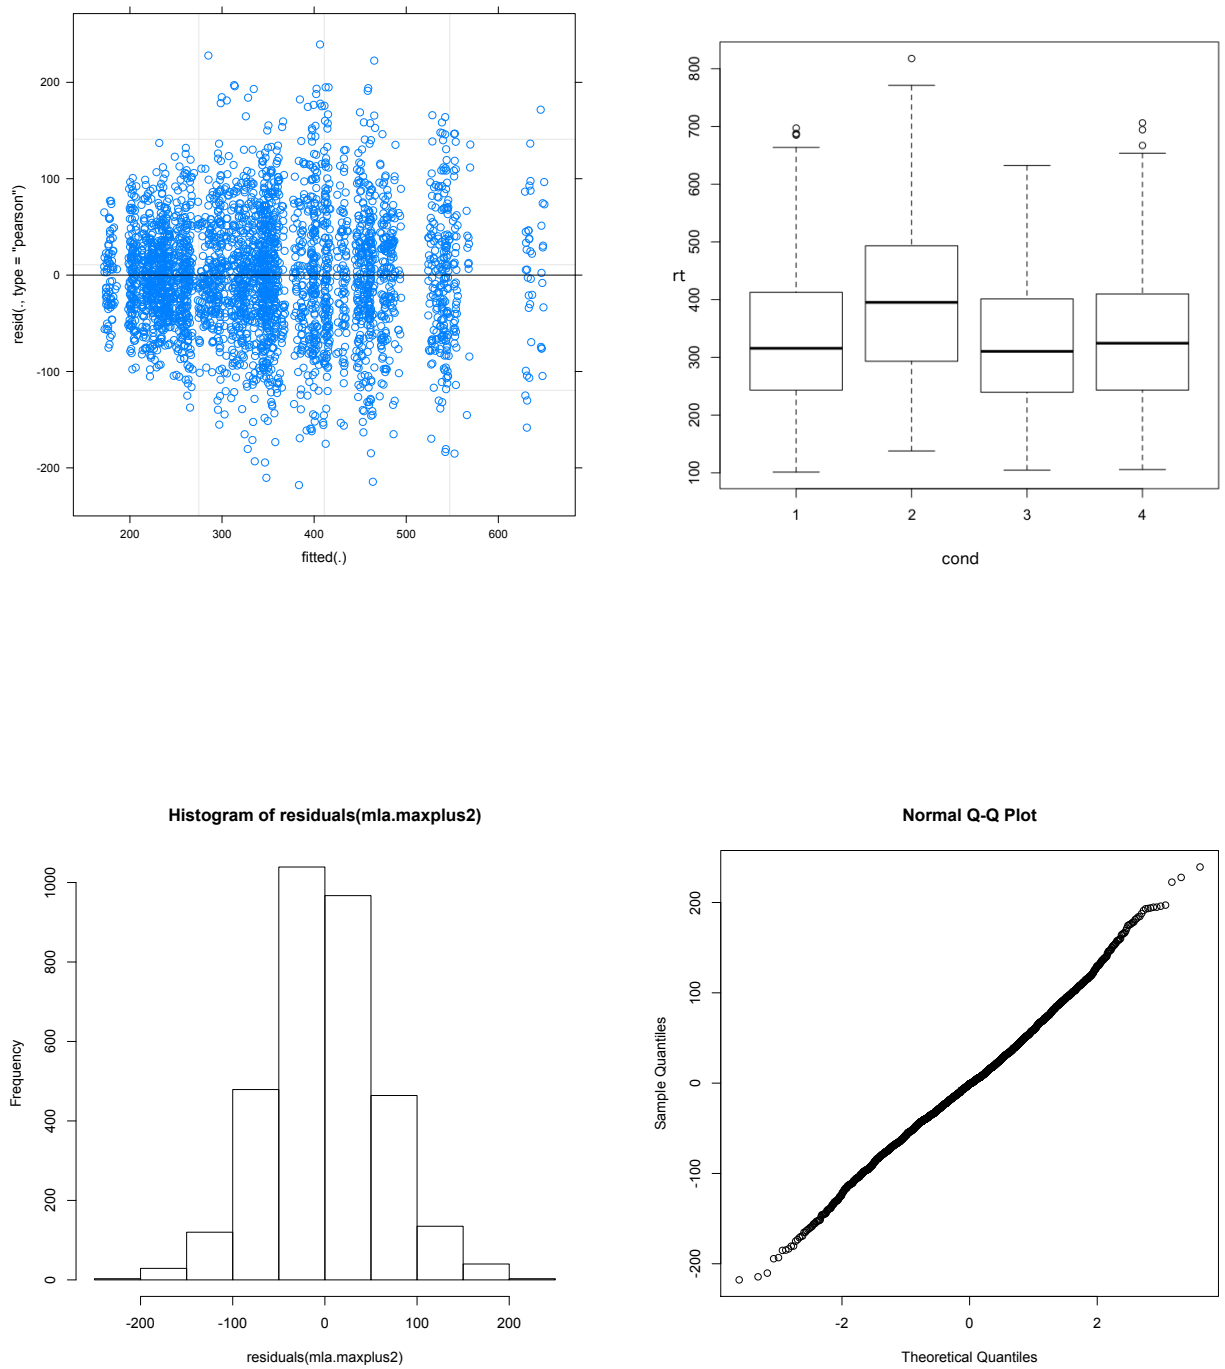 resid(., type = "pearson")
200
100
0
-100
-200
200 300 400 500 600
fitted(.)
rt
800
700
600
500
400
300
200
100
1 2 3 4
cond
Histogram of residuals(mla.maxplus2)
Frequency
1000
800
600
400
200
0
-200 -100 0 100 200
residuals(mla.maxplus2)
Normal Q-Q Plot
Sample Quantiles
200
100
0
-100
-200
-2 0 2
Theoretical Quantiles